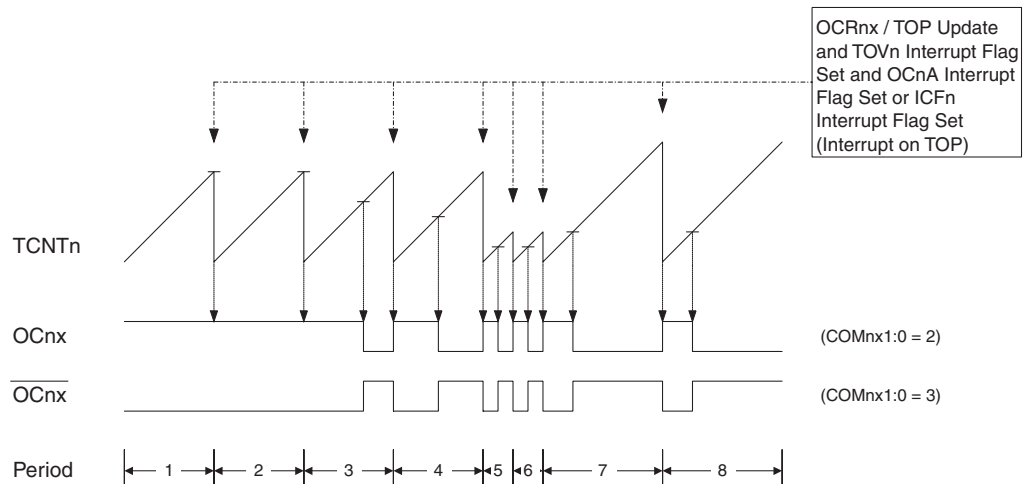 OCRnx / TOP Update
and TOVn Interrupt Flag
Set and OCnA Interrupt
Flag Set or ICFn
Interrupt Flag Set
(Interrupt on TOP)
TCNTn
OCnx
(COMnx1:0 = 2)
OCnx
(COMnx1:0 = 3)
Period
1 2 3 4 5 6 7 8